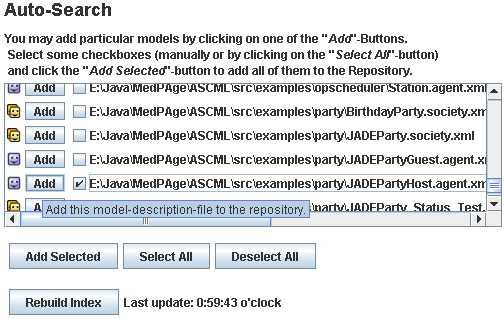 Auto-Search
You may add particular models by clicking on one of the "Add"-Buttons.
Select some checkboxes (manually or by clicking on the "Select All"-button)
and click the "Add Selected"-button to add all of them to the Repository.
Add E:\Java\MedPAge\ASCML\src\examples\opscheduler\Station.agent.xml
Add E:\Java\MedPAge\ASCML\src\examples\party\BirthdayParty.society.xm
Add E:\Java\MedPAge\ASCML\src\examples\party\JADEParty.society.xml
Add E:\Java\MedPAge\ASCML\src\examples\party\JADEPartyGuest.agent.x
Add E:\Java\MedPAge\ASCML\src\examples\party\JADEPartyHost.agent.xm
\party\JADEParty_Status_Test.
Add this model-description-file to the repository.
Add Selected Select All Deselect All
Rebuild Index Last update: 0:59:43 o'clock